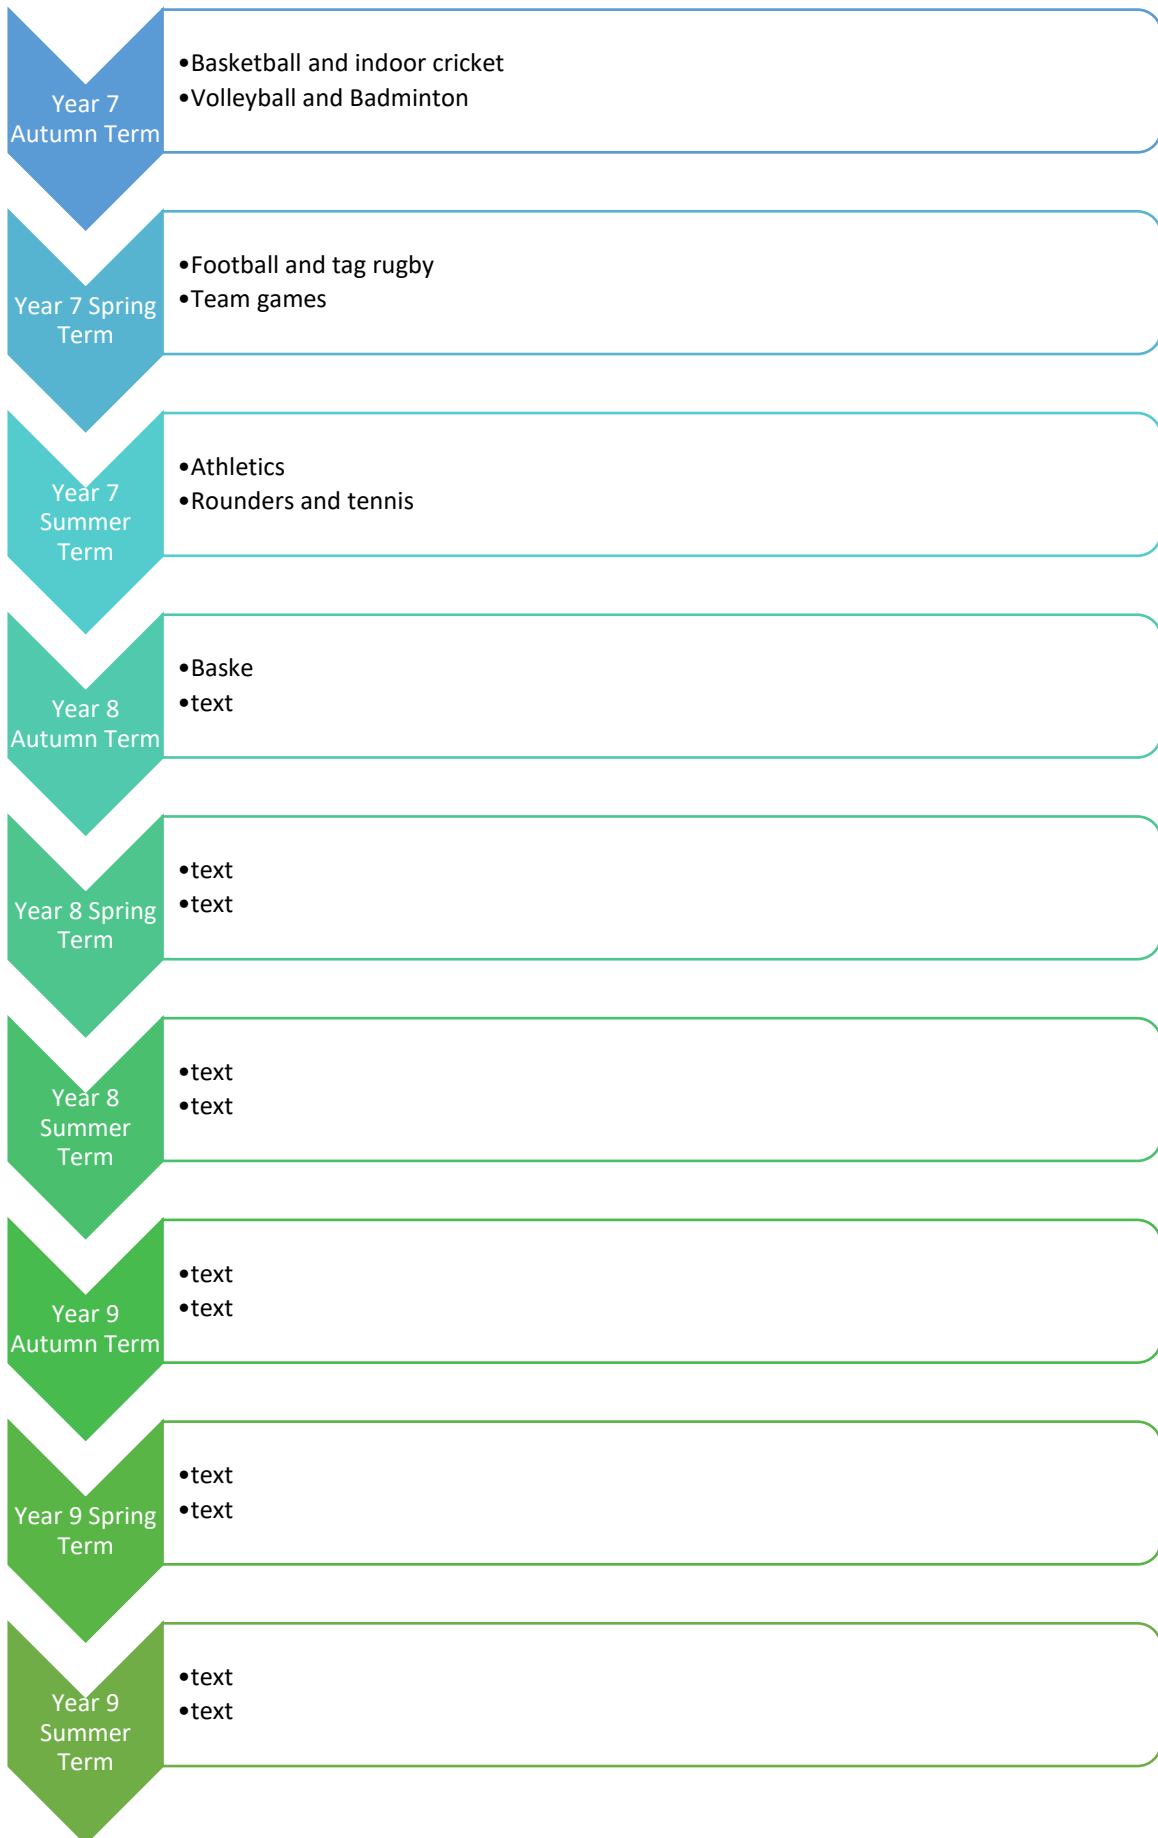 Year 7
Autumn Term
•Basketball and indoor cricket
•Volleyball and Badminton
Year 7 Spring
Term
•Football and tag rugby
•Team games
Year 7
Summer
Term
•Athletics
•Rounders and tennis
Year 8
Autumn Term
•Baske
•text
Year 8 Spring
Term
•text
•text
Year 8
Summer
Term
•text
•text
Year 9
Autumn Term
•text
•text
Year 9 Spring
Term
•text
•text
Year 9
Summer
Term
•text
•text